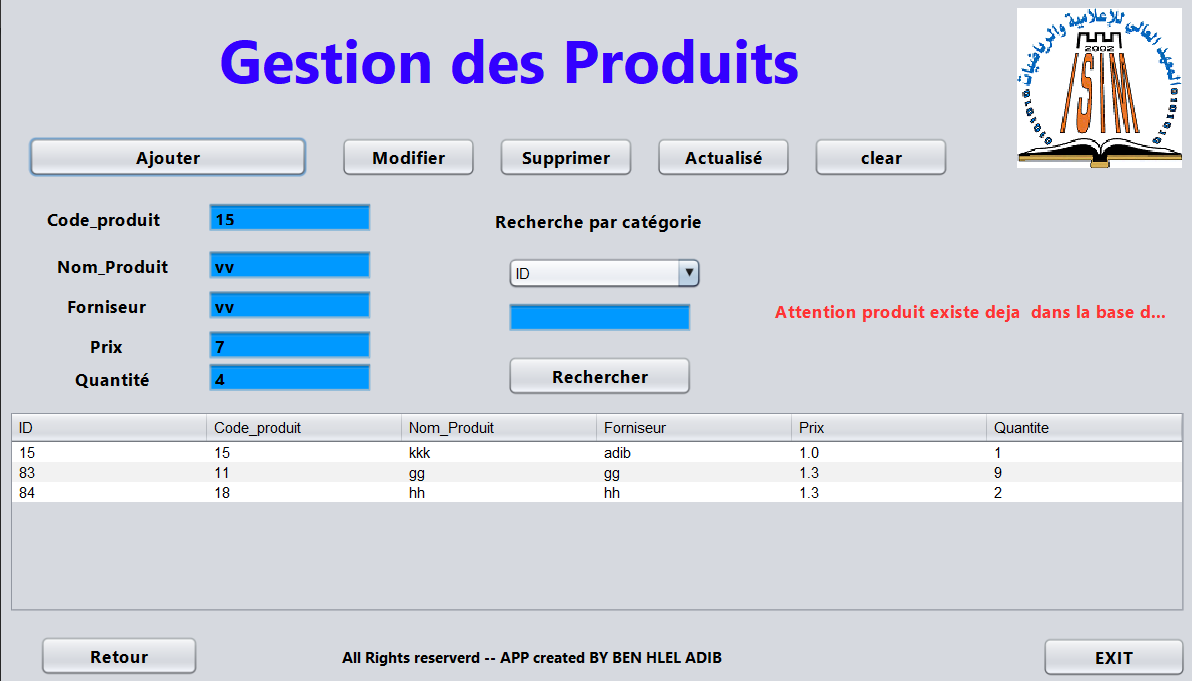 Gestion des Produits
المعهد العالي للإعلامية والرياضيات
2002
ISIM
Ajouter
Modifier
Supprimer
Actualisé
clear
Code_produit
15
Recherche par catégorie
Nom_Produit
vv
ID
Forniseur
vv
Attention produit existe deja  dans la base d...
Prix
7
Quantité
4
Rechercher
ID Code_produit Nom_Produit Forniseur Prix Quantite
15 15 kkk adib 1.0 1
83 11 gg gg 1.3 9
84 18 hh hh 1.3 2
Retour
All Rights reserverd -- APP created BY BEN HLEL ADIB
EXIT